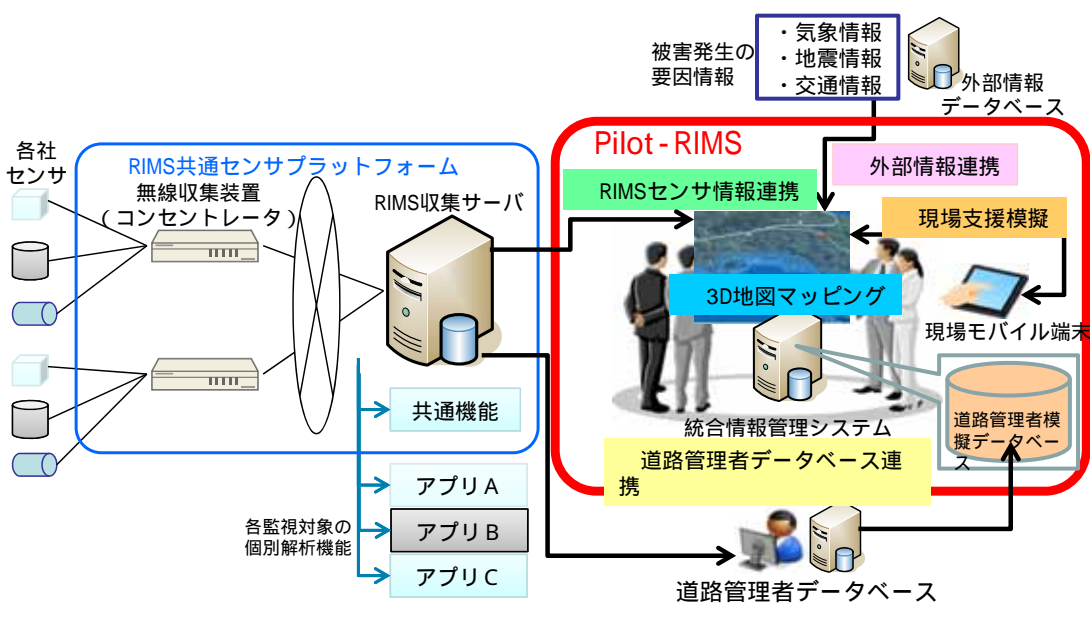 被害発生の
要因情報
・気象情報
・地震情報
・交通情報
外部情報
データベース
各社
センサ
RIMS共通センサプラットフォーム
無線収集装置
(コンセントレータ)
RIMS収集サーバ
Pilot-RIMS
RIMSセンサ情報連携
外部情報連携
現場支援模擬
3D地図マッピング
現場モバイル端末
統合情報管理システム
道路管理者模
擬データベー
ス
道路管理者データベース連
携
共通機能
アプリA
アプリB
アプリC
各監視対象の
個別解析機能
道路管理者データベース